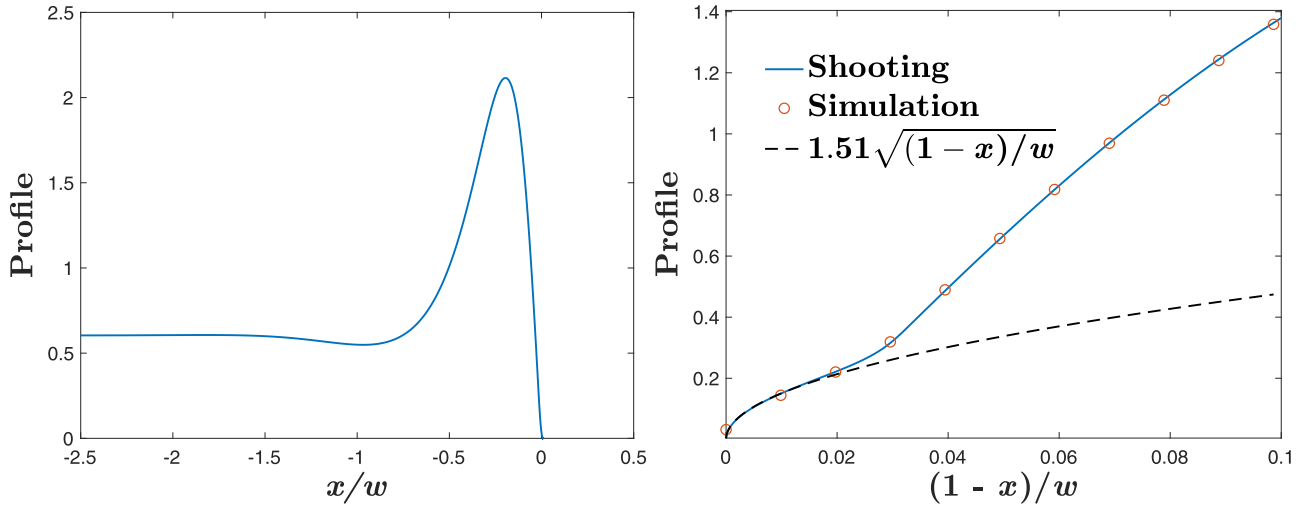 2.5
2
1.5
1
0.5
0
-2.5 -2 -1.5 -1 -0.5 0 0.5
x/w
Profile
1.4
1.2
1
0.8
0.6
0.4
0.2
0 0.02 0.04 0.06 0.08 0.1
(1 - x)/w
Profile
Shooting
Simulation
1.51√(1 − x)/w